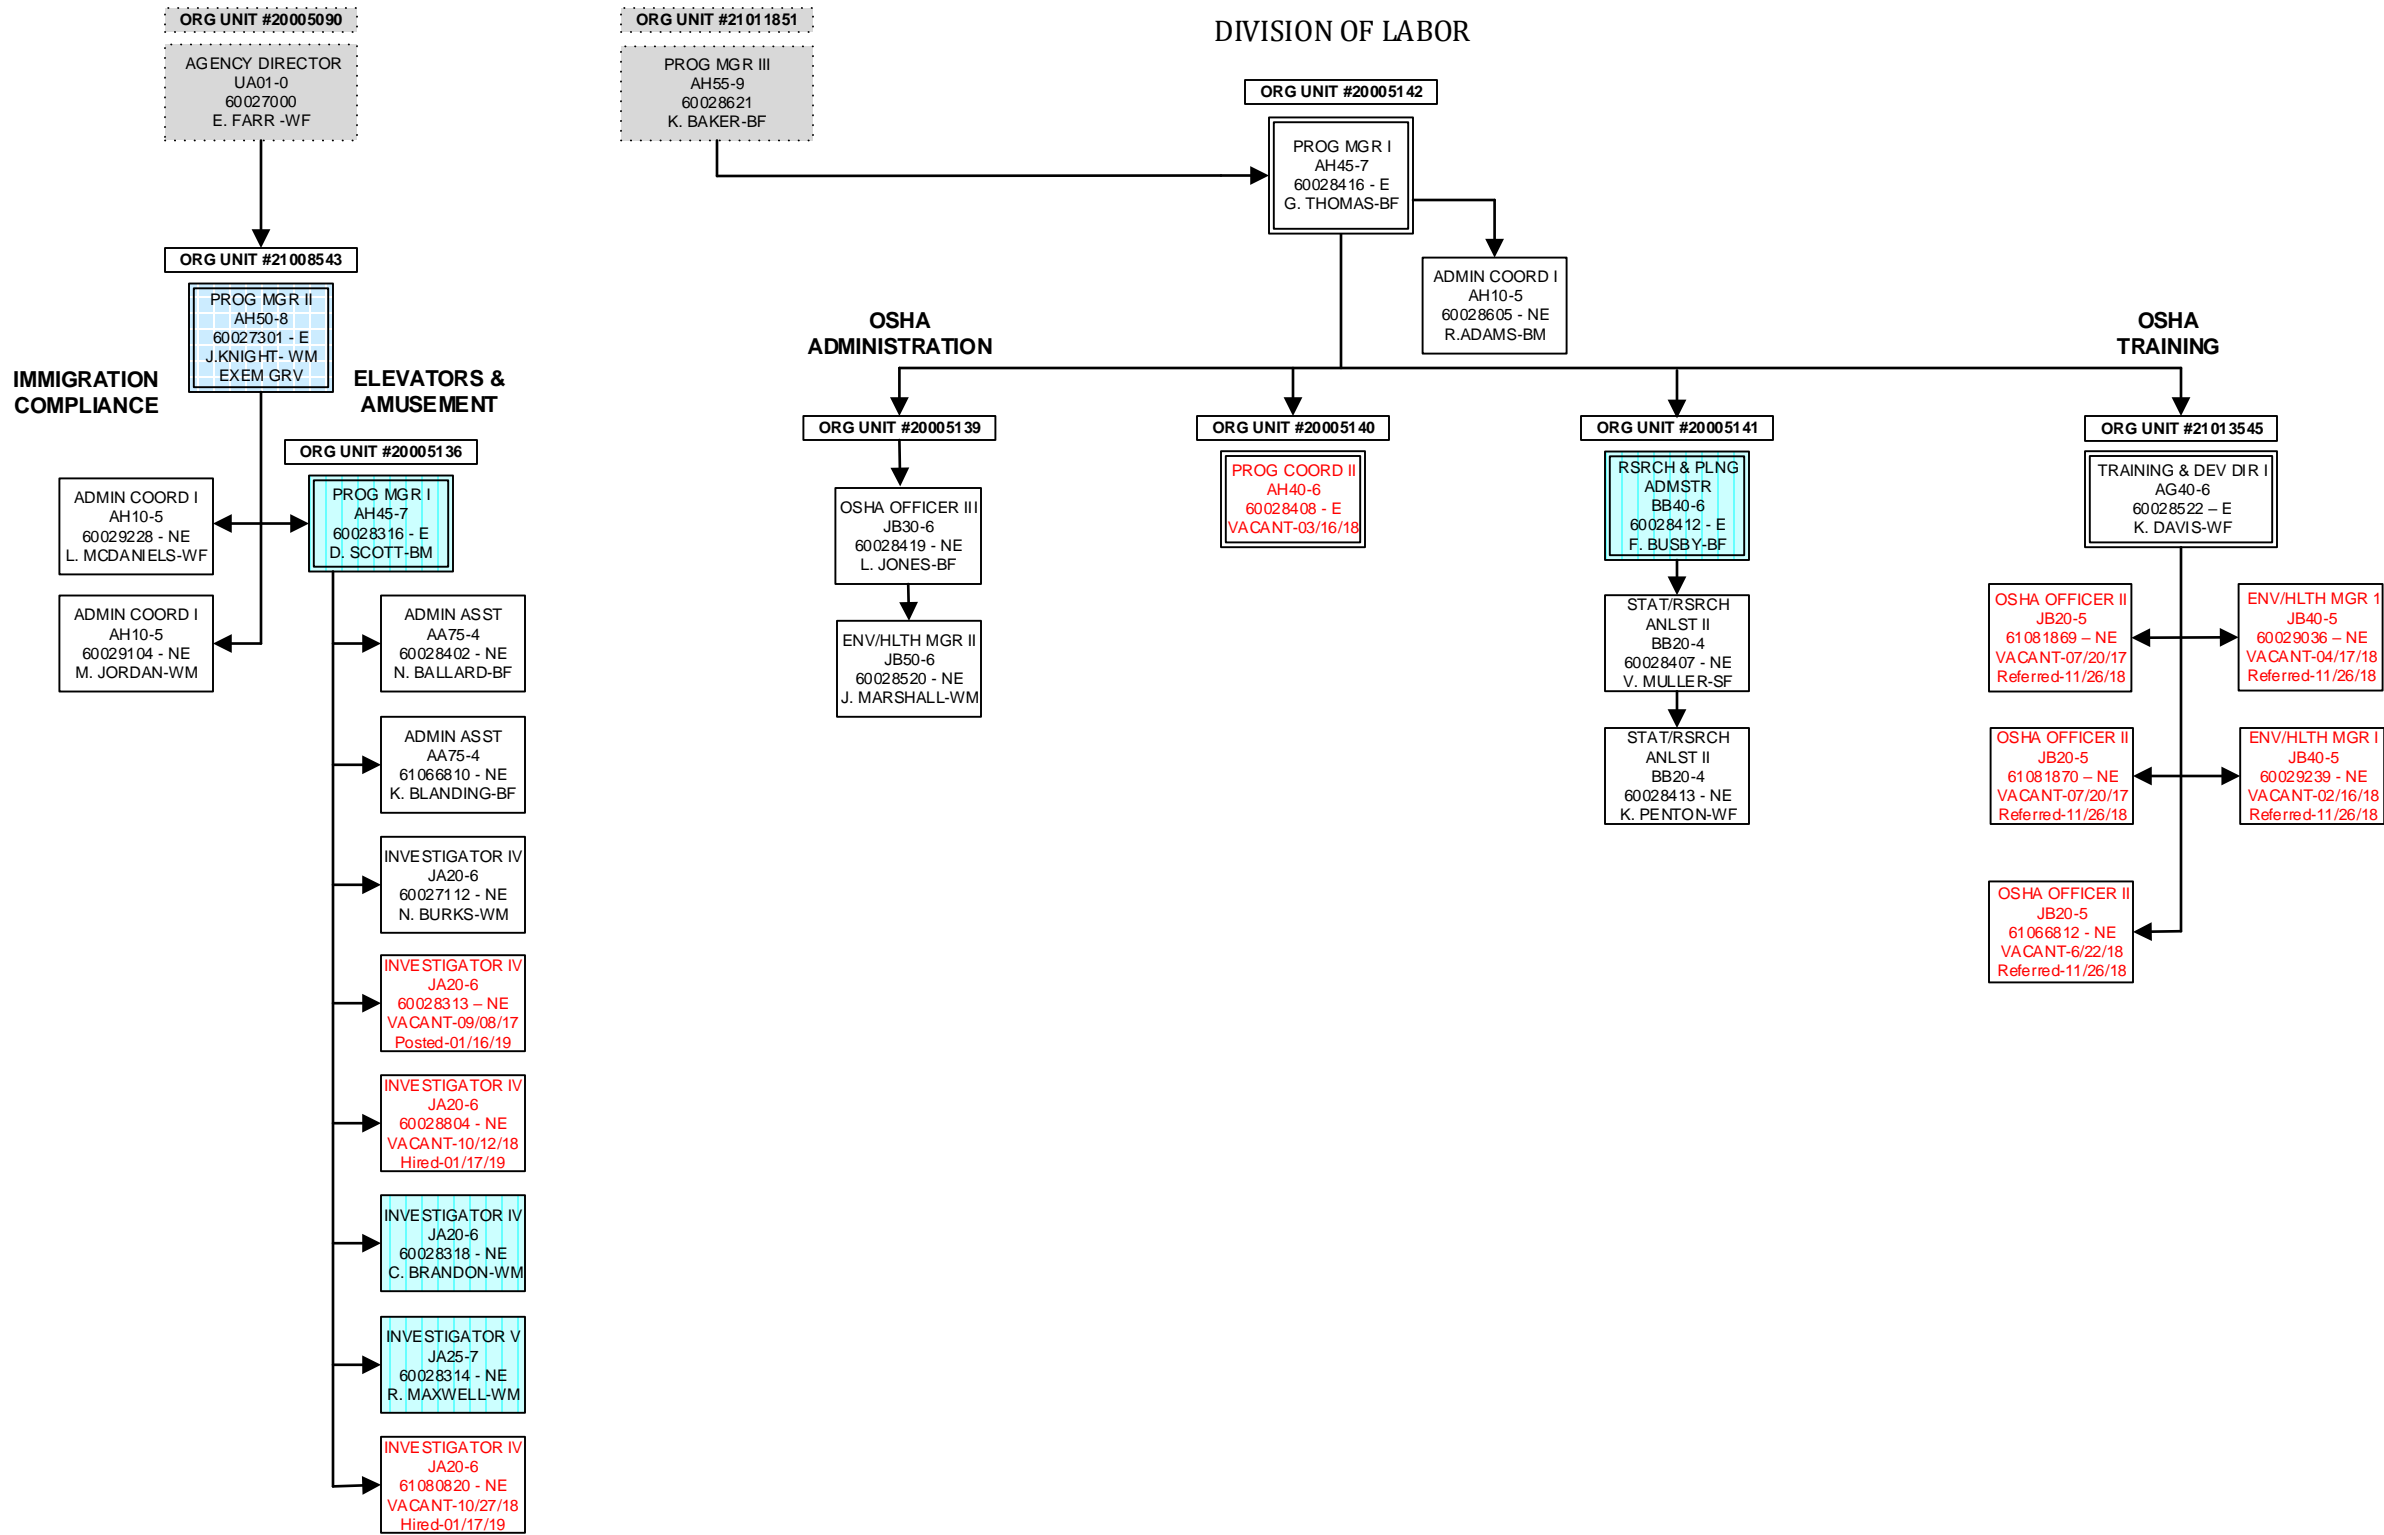 DIVISION OF LABOR
ORG UNIT #20005090
AGENCY DIRECTOR
UA01-0
60027000
E. FARR -WF
ORG UNIT #21011851
PROG MGR III
AH55-9
60028621
K. BAKER-BF
ORG UNIT #20005142
PROG MGR I
AH45-7
60028416 - E
G. THOMAS-BF
ADMIN COORD I
AH10-5
60028605 - NE
R.ADAMS-BM
ORG UNIT #21008543
PROG MGR II
AH50-8
60027301 - E
J.KNIGHT- WM
EXEM GRV
IMMIGRATION
COMPLIANCE
ELEVATORS &
AMUSEMENT
ADMIN COORD I
AH10-5
60029228 - NE
L. MCDANIELS-WF
ADMIN COORD I
AH10-5
60029104 - NE
M. JORDAN-WM
ORG UNIT #20005136
PROG MGR I
AH45-7
60028316 - E
D. SCOTT-BM
ADMIN ASST
AA75-4
60028402 - NE
N. BALLARD-BF
ADMIN ASST
AA75-4
61066810 - NE
K. BLANDING-BF
INVESTIGATOR IV
JA20-6
60027112 - NE
N. BURKS-WM
INVESTIGATOR IV
JA20-6
60028313 – NE
VACANT-09/08/17
Posted-01/16/19
INVESTIGATOR IV
JA20-6
60028804 - NE
VACANT-10/12/18
Hired-01/17/19
INVESTIGATOR IV
JA20-6
60028318 - NE
C. BRANDON-WM
INVESTIGATOR V
JA25-7
60028314 - NE
R. MAXWELL-WM
INVESTIGATOR IV
JA20-6
61080820 - NE
VACANT-10/27/18
Hired-01/17/19
OSHA
ADMINISTRATION
ORG UNIT #20005139
OSHA OFFICER III
JB30-6
60028419 - NE
L. JONES-BF
ENV/HLTH MGR II
JB50-6
60028520 - NE
J. MARSHALL-WM
ORG UNIT #20005140
PROG COORD II
AH40-6
60028408 - E
VACANT-03/16/18
ORG UNIT #20005141
RSRCH & PLNG
ADMSTR
BB40-6
60028412 - E
F. BUSBY-BF
STAT/RSRCH
ANLST II
BB20-4
60028407 - NE
V. MULLER-SF
STAT/RSRCH
ANLST II
BB20-4
60028413 - NE
K. PENTON-WF
OSHA
TRAINING
ORG UNIT #21013545
TRAINING & DEV DIR I
AG40-6
60028522 – E
K. DAVIS-WF
OSHA OFFICER II
JB20-5
61081869 – NE
VACANT-07/20/17
Referred-11/26/18
ENV/HLTH MGR 1
JB40-5
60029036 – NE
VACANT-04/17/18
Referred-11/26/18
OSHA OFFICER II
JB20-5
61081870 – NE
VACANT-07/20/17
Referred-11/26/18
ENV/HLTH MGR I
JB40-5
60029239 - NE
VACANT-02/16/18
Referred-11/26/18
OSHA OFFICER II
JB20-5
61066812 - NE
VACANT-6/22/18
Referred-11/26/18